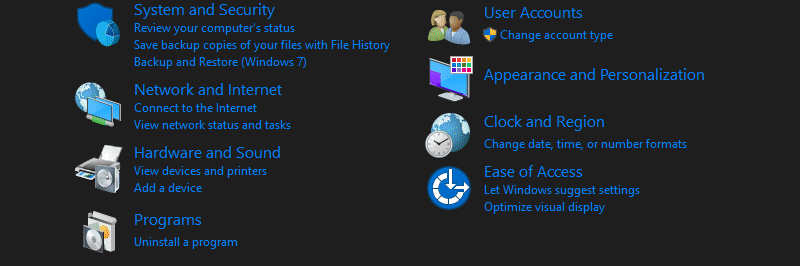 System and Security
Review your computer's status
Save backup copies of your files with File History
Backup and Restore (Windows 7)
Network and Internet
Connect to the Internet
View network status and tasks
Hardware and Sound
View devices and printers
Add a device
Programs
Uninstall a program
User Accounts
Change account type
Appearance and Personalization
Clock and Region
Change date, time, or number formats
Ease of Access
Let Windows suggest settings
Optimize visual display